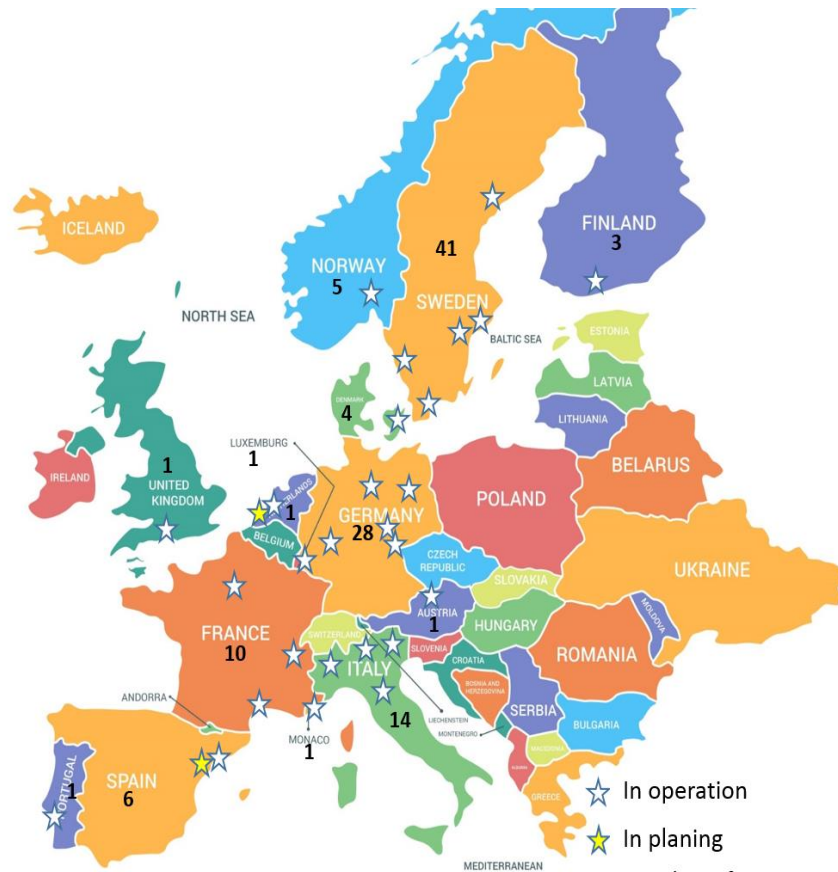 ICELAND
FINLAND
3
41
NORWAY
5
SWEDEN
NORTH SEA
BALTIC SEA
ESTONIA
LATVIA
LITHUANIA
DENMARK
4
LUXEMBURG
1
BELARUS
1
UNITED
KINGDOM
IRELAND
NETHERLANDS
1
POLAND
GERMANY
28
BELGIUM
CZECH
REPUBLIC
UKRAINE
SLOVAKIA
AUSTRIA
1
MOLDOVA
HUNGARY
FRANCE
10
SWITZERLAND
SLOVENIA
ROMANIA
ITALY
CROATIA
BOSNIA AND
HERZEGOVINA
ANDORRA
SERBIA
14
LIECHTENSTEIN
MONTENEGRO
BULGARIA
MONACO
1
MACEDONIA
ALBANIA
PORTUGAL
1
SPAIN
6
GREECE
In operation
In planing
MEDITERRANEAN